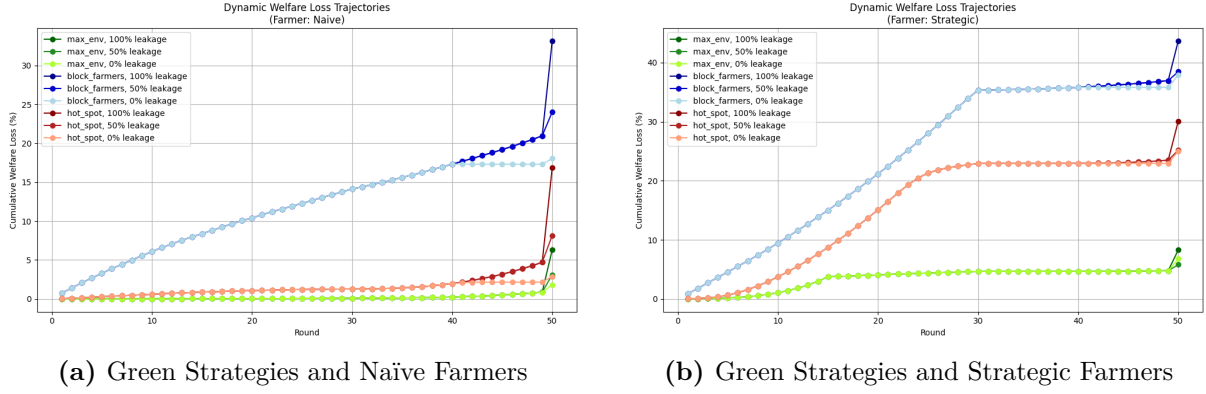 Dynamic Welfare Loss Trajectories
(Farmer: Naive)
max_env, 100% leakage
max_env, 50% leakage
max_env, 0% leakage
block_farmers, 100% leakage
block_farmers, 50% leakage
block_farmers, 0% leakage
hot_spot, 100% leakage
hot_spot, 50% leakage
hot_spot, 0% leakage
Cumulative Welfare Loss (%)
30
25
20
15
10
5
0
0 10 20 30 40 50
Round
(a) Green Strategies and Naïve Farmers
Dynamic Welfare Loss Trajectories
(Farmer: Strategic)
max_env, 100% leakage
max_env, 50% leakage
max_env, 0% leakage
block_farmers, 100% leakage
block_farmers, 50% leakage
block_farmers, 0% leakage
hot_spot, 100% leakage
hot_spot, 50% leakage
hot_spot, 0% leakage
Cumulative Welfare Loss (%)
40
30
20
10
0
0 10 20 30 40 50
Round
(b) Green Strategies and Strategic Farmers